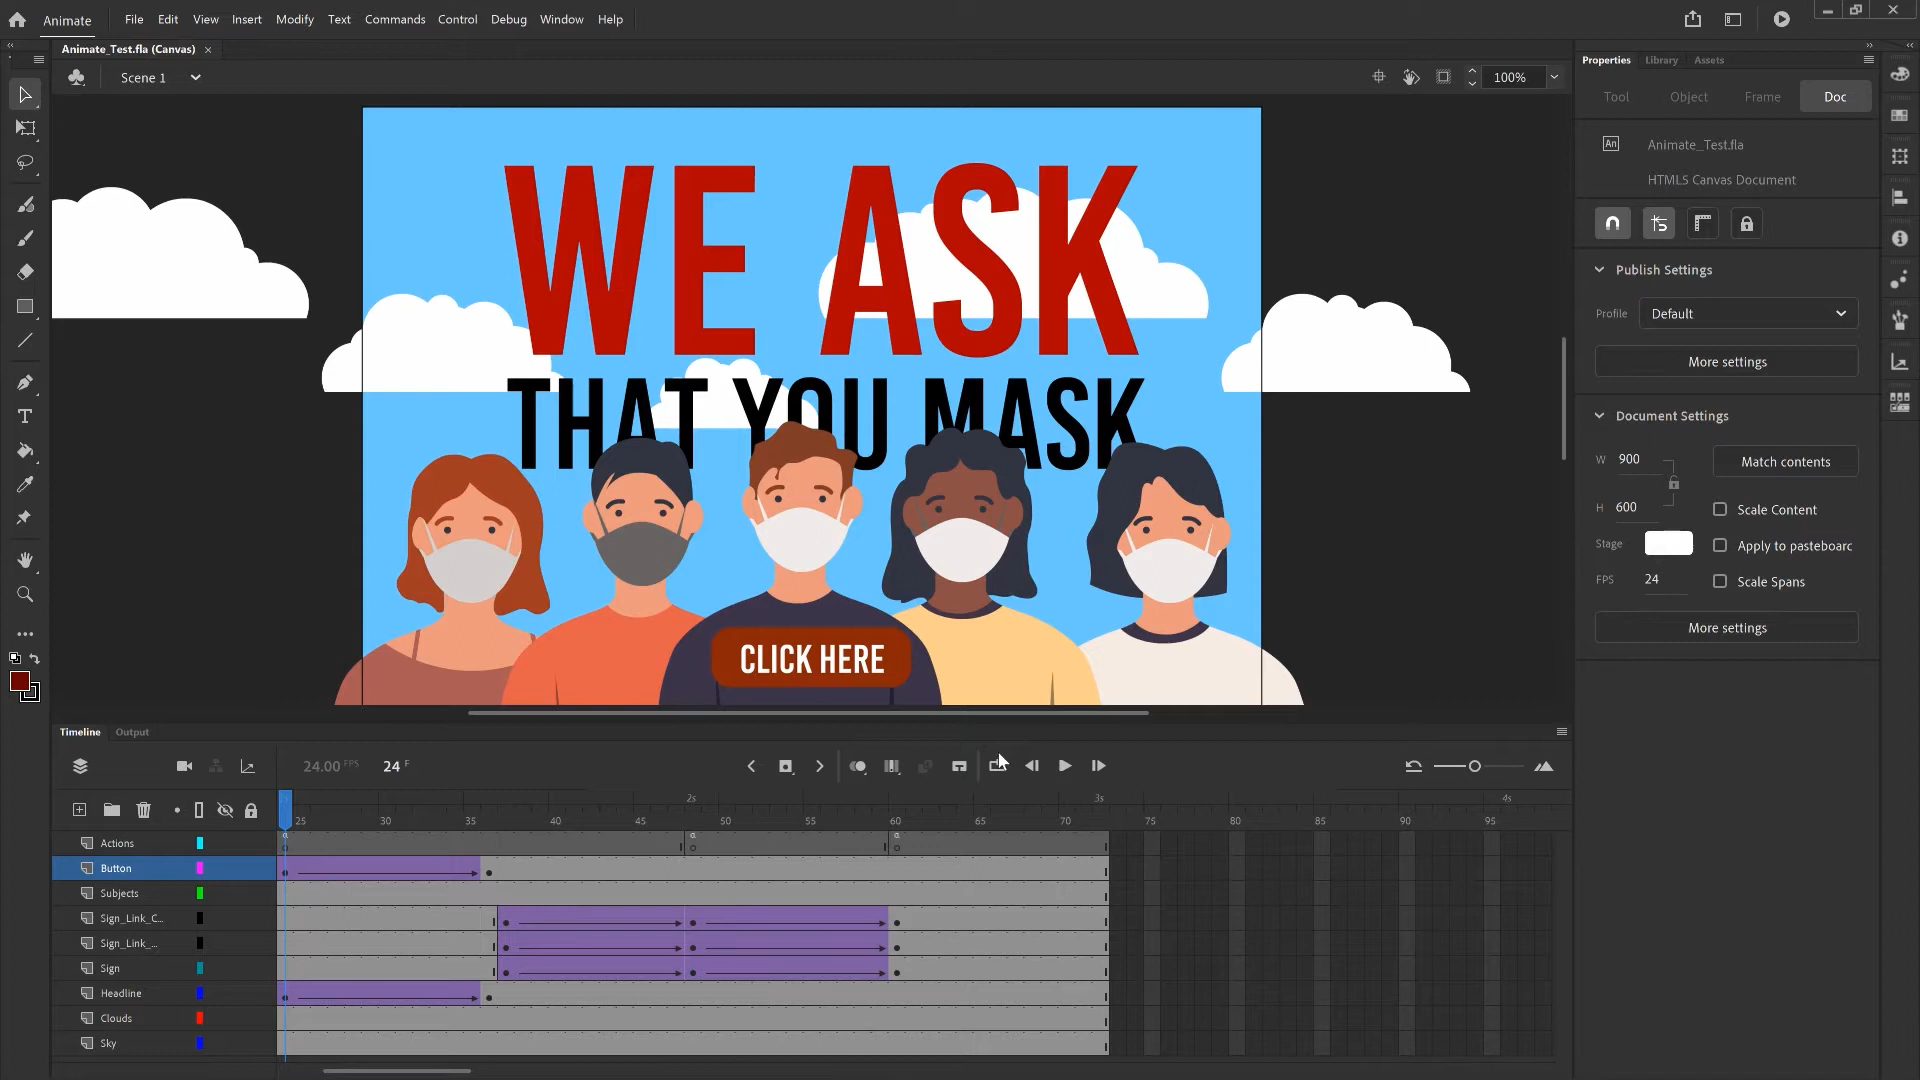 Animate File Edit View Insert Modify Text Commands Control Debug Window Help
Animate_Test.fla (Canvas)
Scene 1
100%
WE ASK
THAT YOU MASK
CLICK HERE
Properties Library Assets
Tool Object Frame Doc
An Animate_Test.fla
HTML5 Canvas Document
Publish Settings
Profile Default
More settings
Document Settings
W 900 Match contents
H 600 Scale Content
Stage Apply to pasteboard
FPS 24 Scale Spans
More settings
Timeline Output
24.00 FPS 24 F
2s 3s 4s
25 30 35 40 45 50 55 60 65 70 75 80 85 90 95
Actions
Button
Subjects
Sign_Link_C...
Sign_Link_...
Sign
Headline
Clouds
Sky